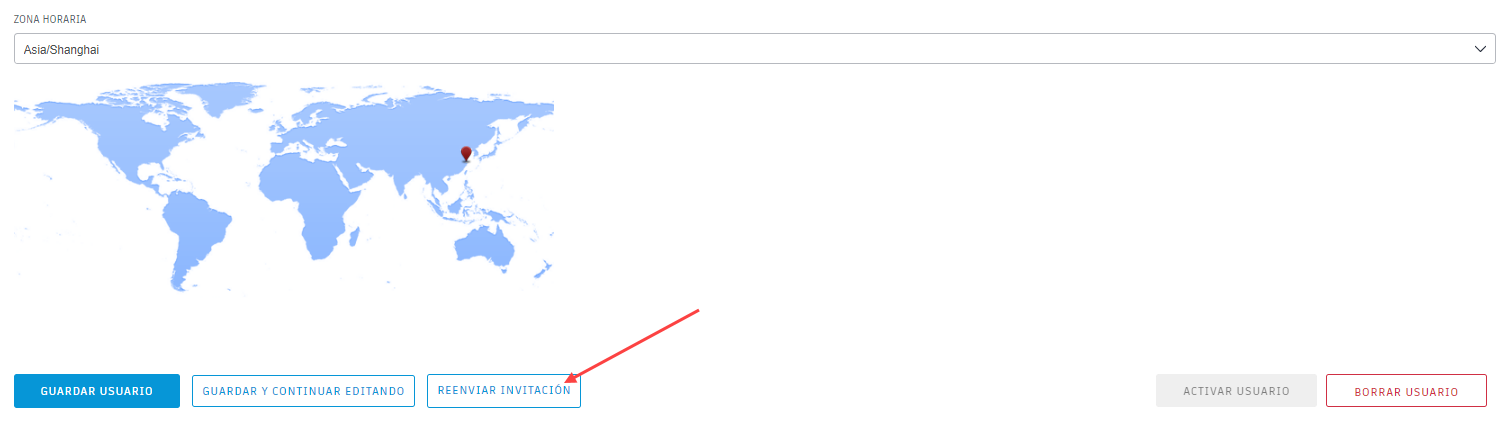 ZONA HORARIA
Asia/Shanghai
GUARDAR USUARIO
GUARDAR Y CONTINUAR EDITANDO
REENVIAR INVITACIÓN
ACTIVAR USUARIO
BORRAR USUARIO